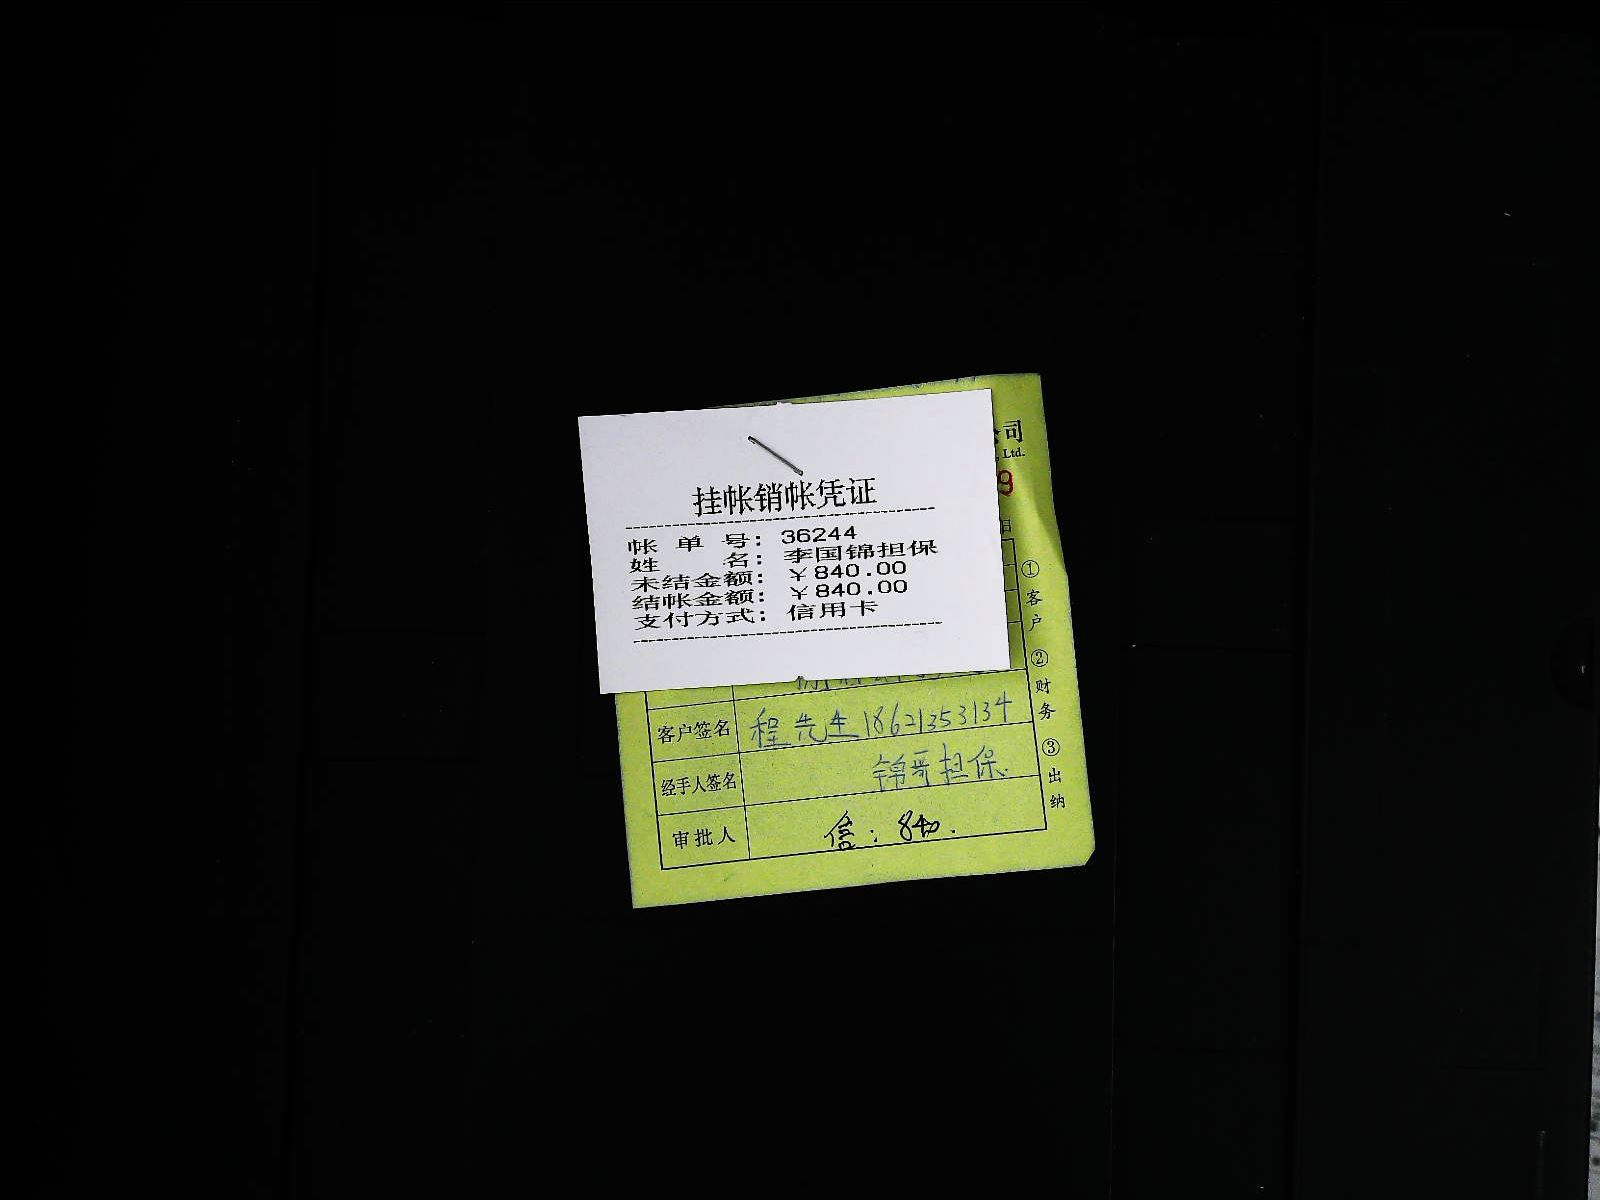 公司
Ltd.
9
日
挂帐销帐凭证
帐单号: 36244
姓名: 李国锦担保
未结金额: ￥840.00
结帐金额: ￥840.00
支付方式: 信用卡
客户签名 程先生18621353134
经手人签名 锦哥担保.
审批人 信: 840.
①客户 ②财务 ③出纳